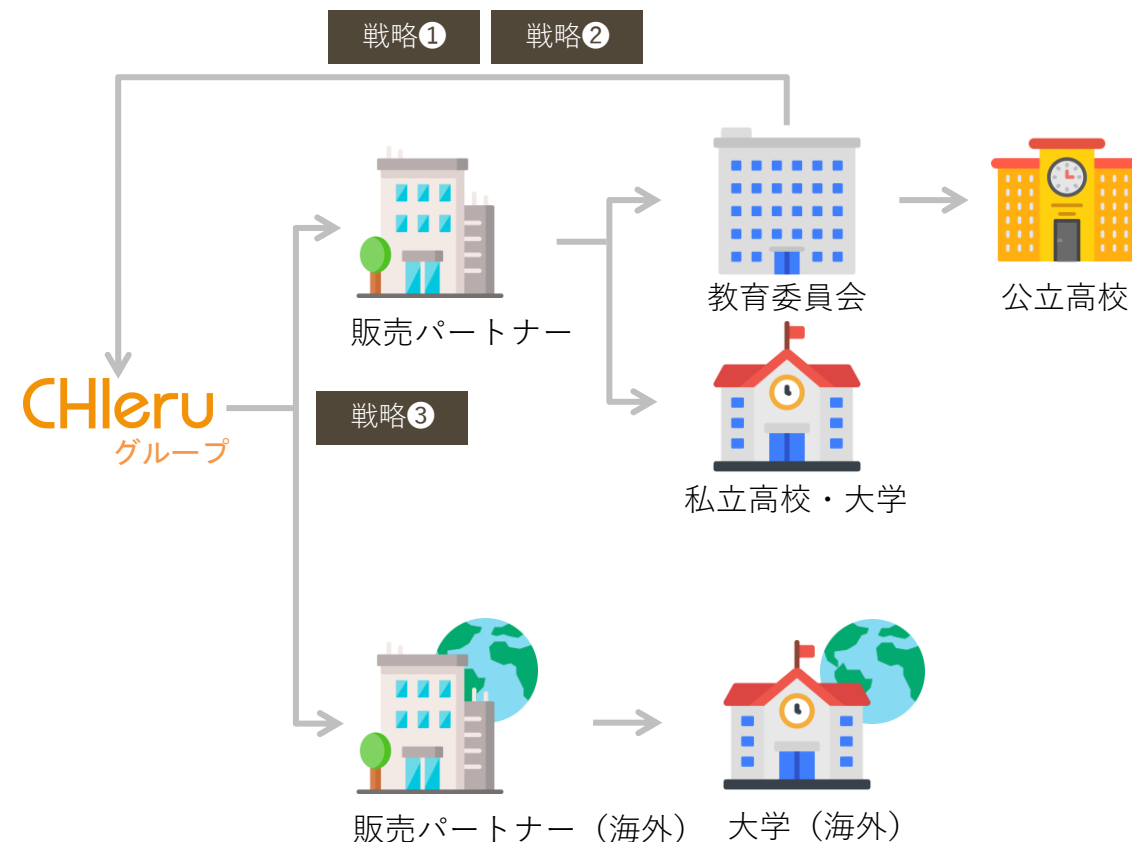 戦略❶ 戦略❷
教育委員会
公立高校
販売パートナー
CHIeru
グループ
戦略❸
私立高校・大学
販売パートナー（海外）
大学（海外）